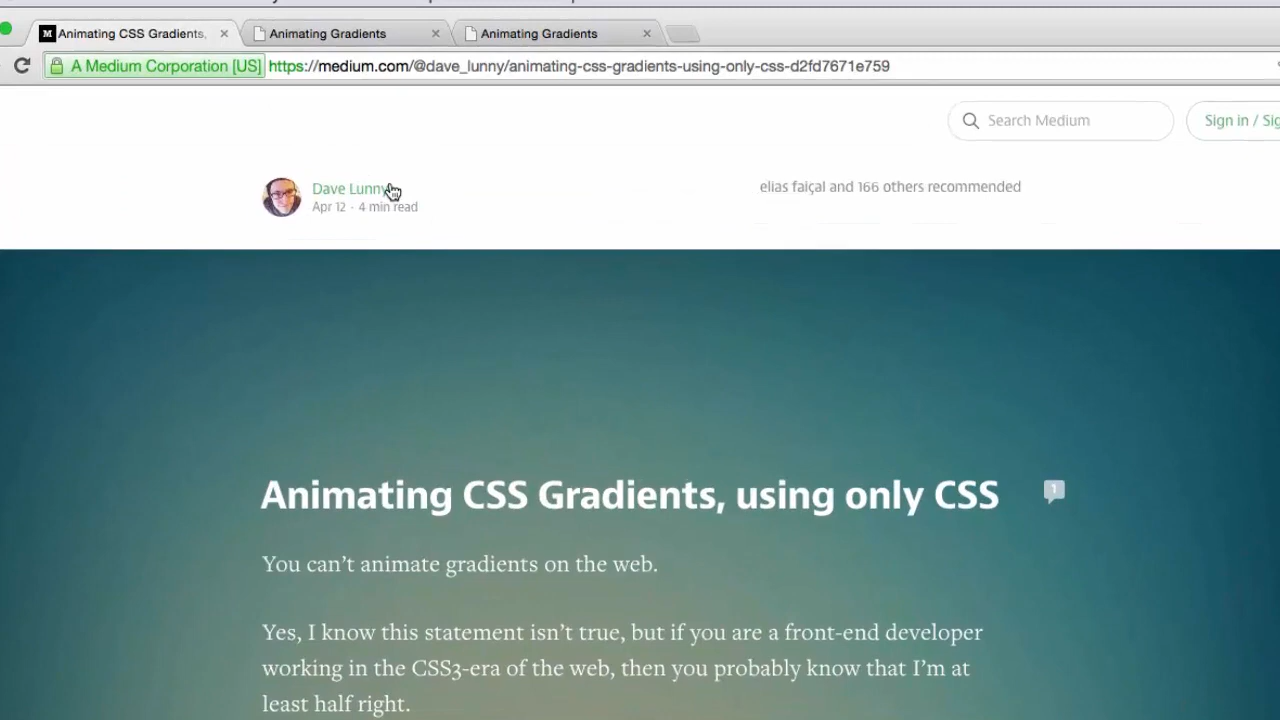 M Animating CSS Gradients,
Animating Gradients
Animating Gradients
A Medium Corporation [US] https://medium.com/@dave_lunny/animating-css-gradients-using-only-css-d2fd7671e759
Search Medium
Sign in / Sig
Dave Lunny
Apr 12 · 4 min read
elias faiçal and 166 others recommended
Animating CSS Gradients, using only CSS
1
You can’t animate gradients on the web.
Yes, I know this statement isn’t true, but if you are a front-end developer
working in the CSS3-era of the web, then you probably know that I’m at
least half right.